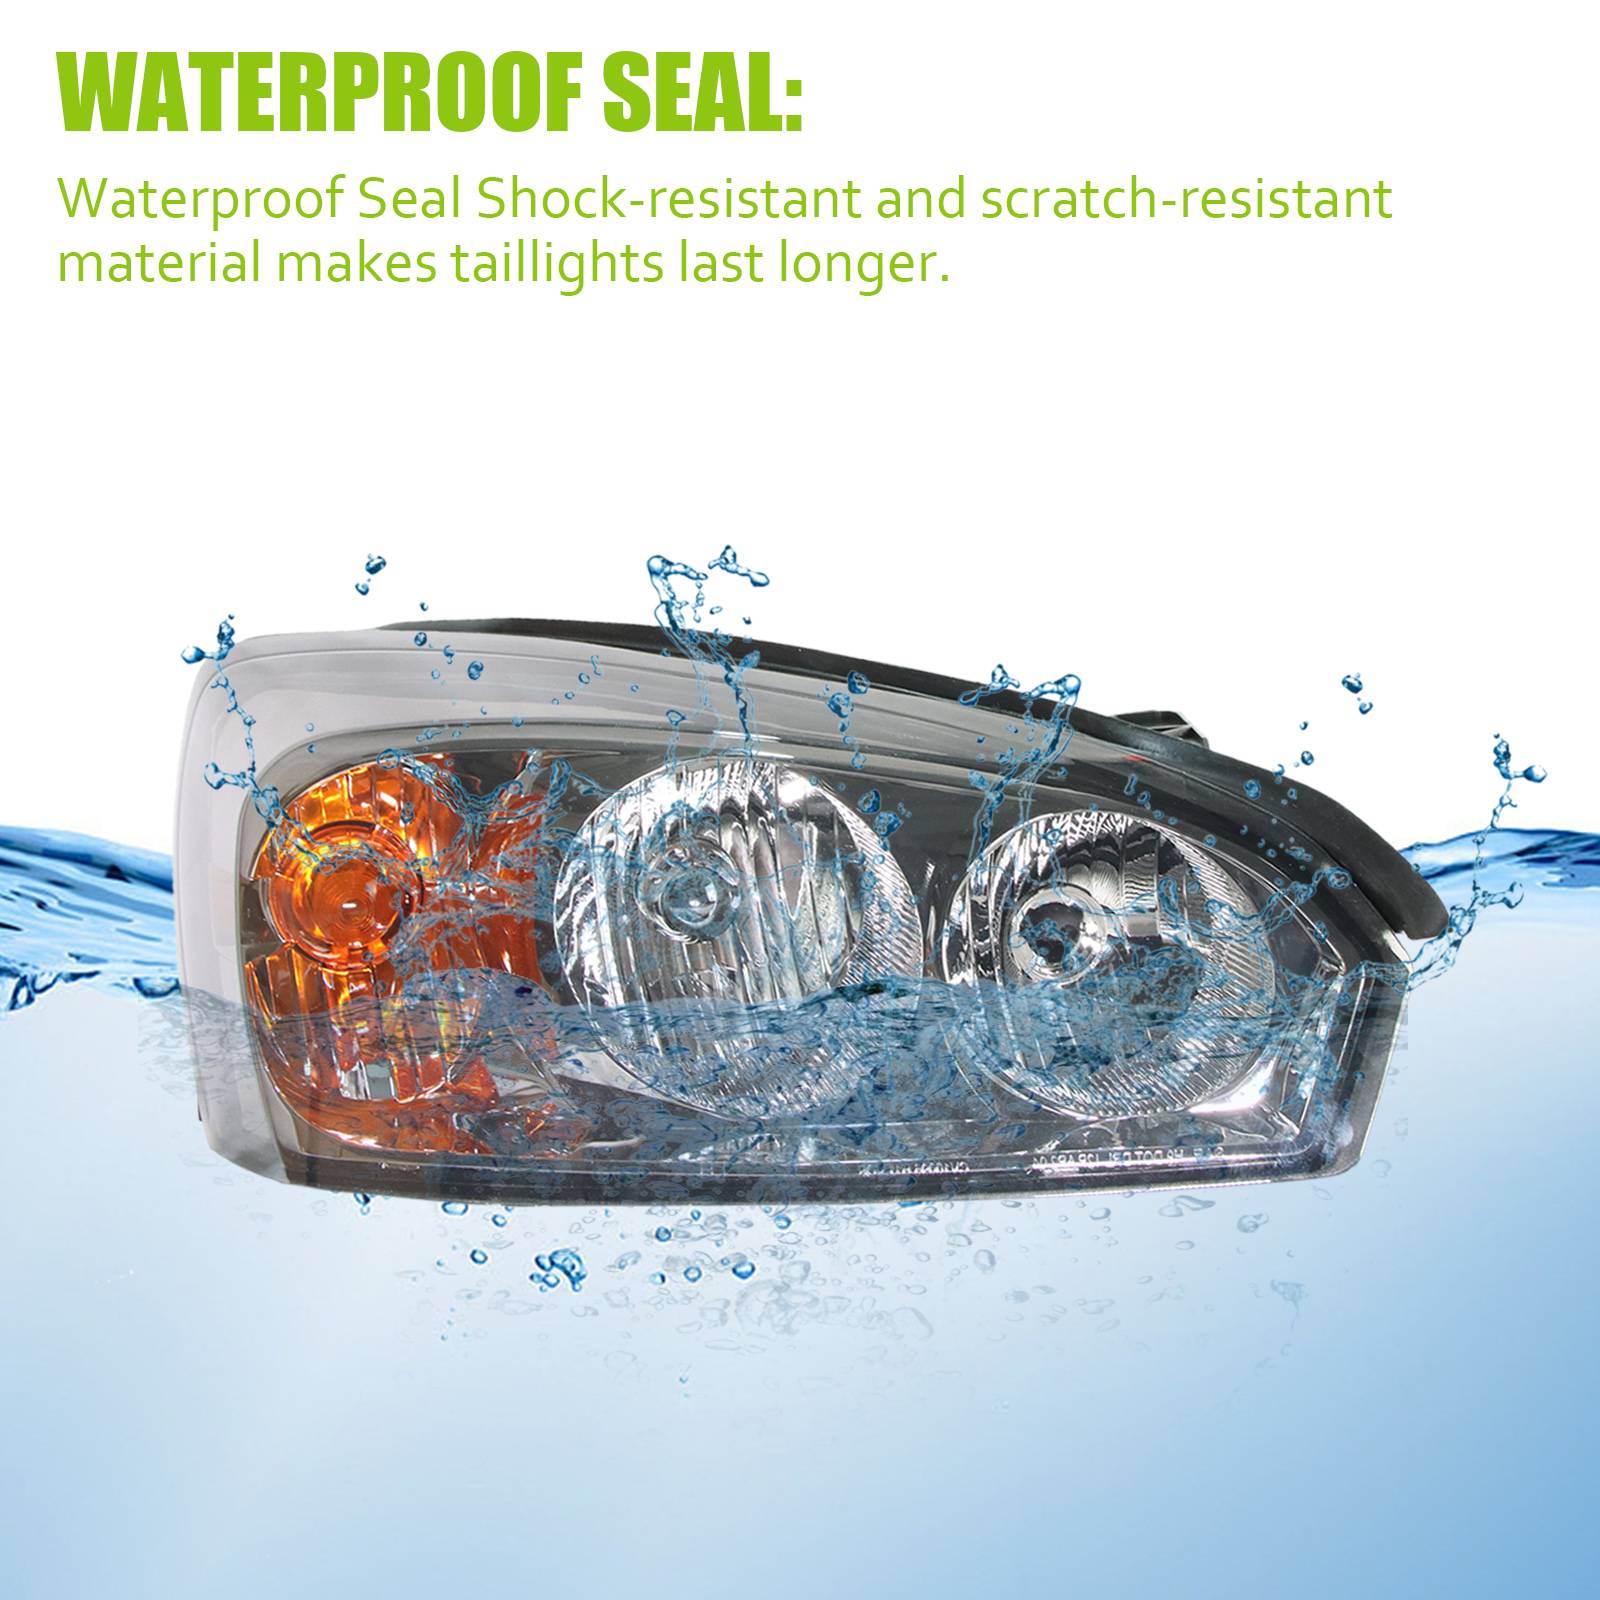 WATERPROOF SEAL:
Waterproof Seal Shock-resistant and scratch-resistant
material makes taillights last longer.